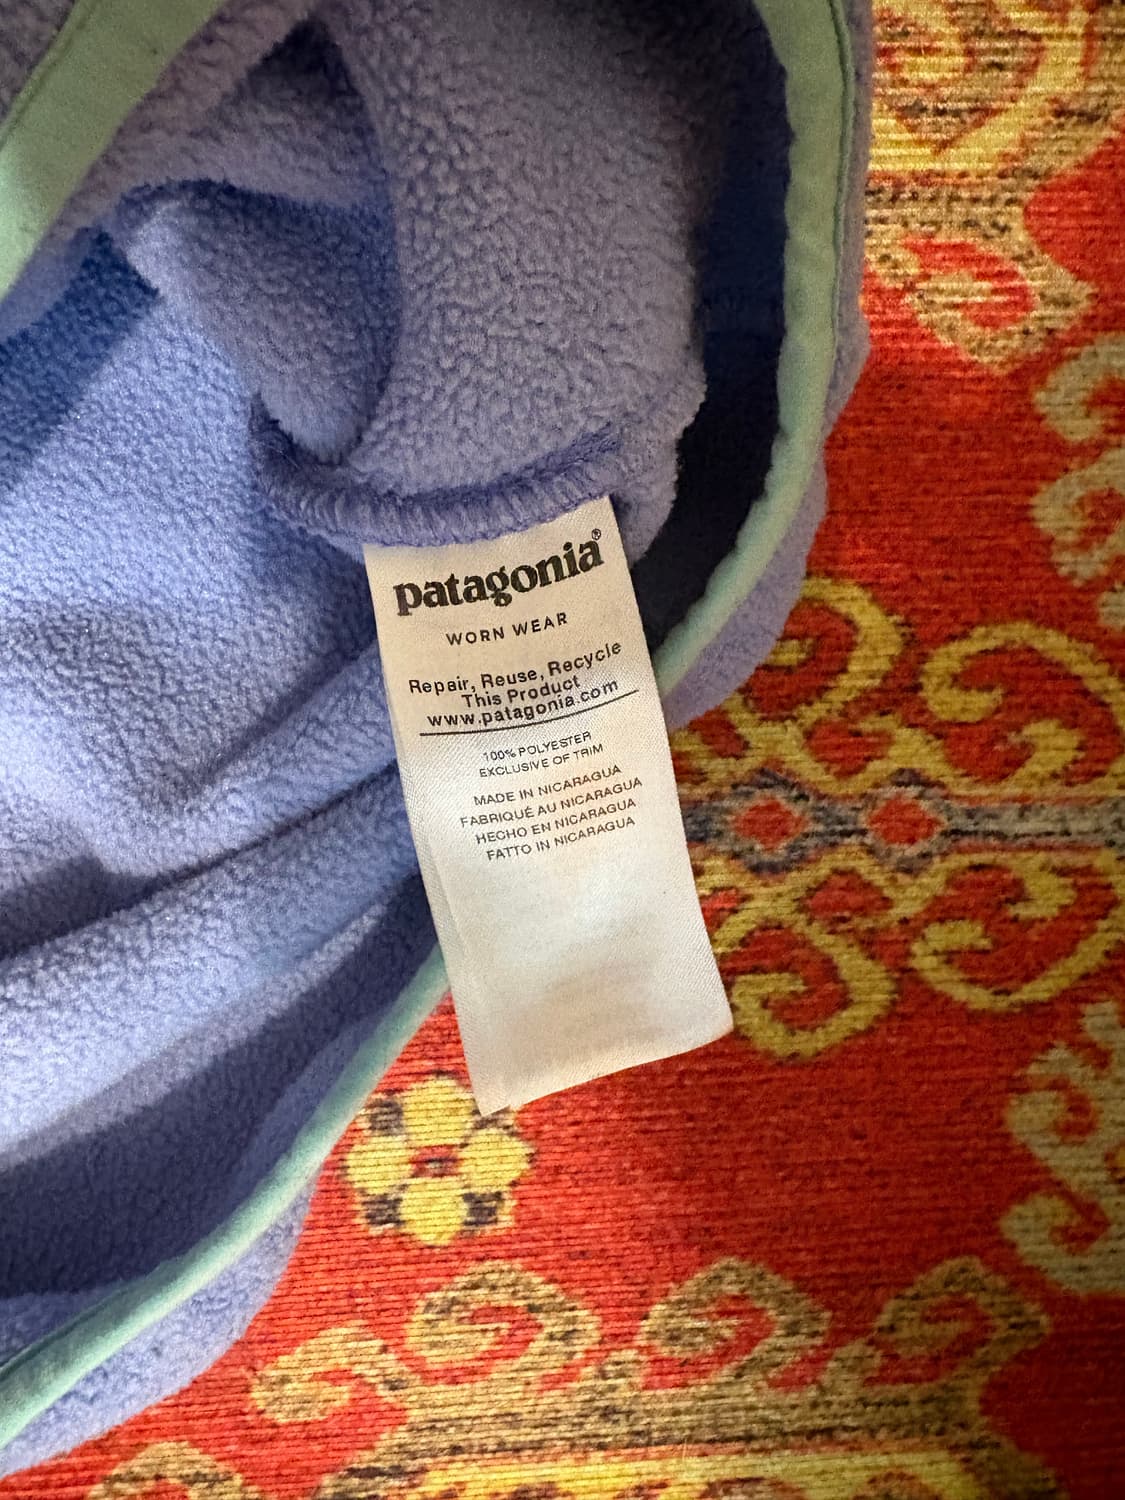 patagonia®
WORN WEAR
Repair, Reuse, Recycle
This Product
www.patagonia.com
100% POLYESTER
EXCLUSIVE OF TRIM
MADE IN NICARAGUA
FABRIQUÉ AU NICARAGUA
HECHO EN NICARAGUA
FATTO IN NICARAGUA